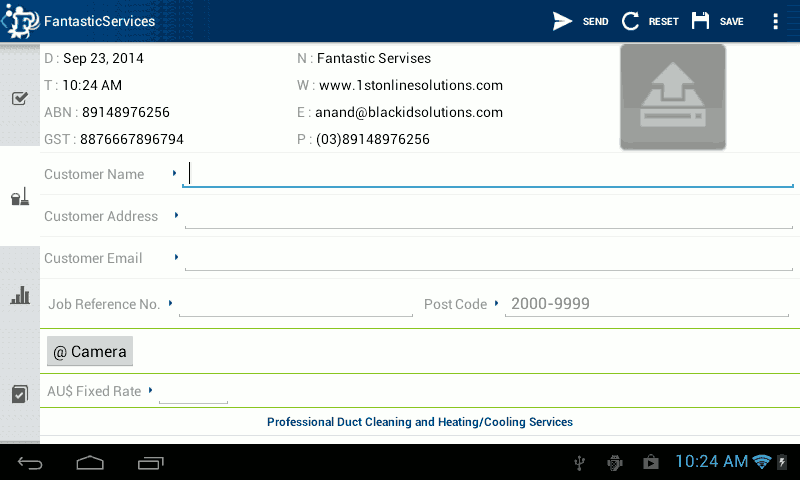 FantasticServices SEND RESET SAVE
D : Sep 23, 2014 N : Fantastic Servises
T : 10:24 AM W : www.1stonlinesolutions.com
ABN : 89148976256 E : anand@blackidsolutions.com
GST : 8876667896794 P : (03)89148976256
Customer Name
Customer Address
Customer Email
Job Reference No. Post Code 2000-9999
@ Camera
AU$ Fixed Rate
Professional Duct Cleaning and Heating/Cooling Services
10:24 AM